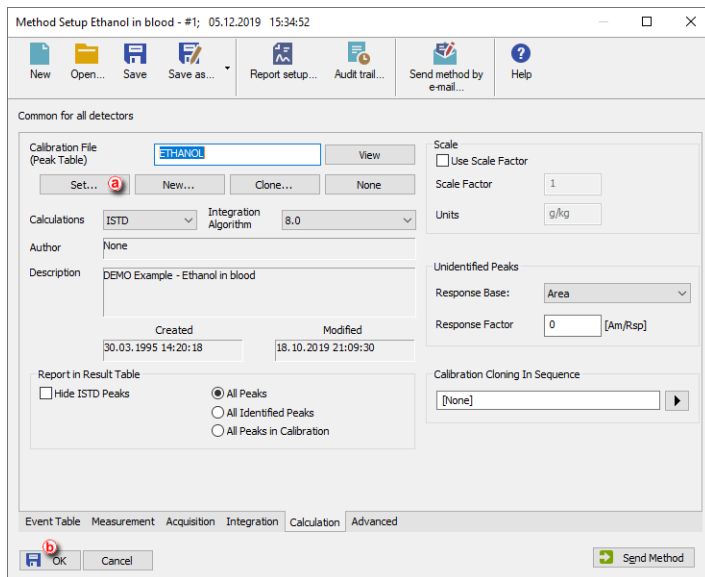 Method Setup Ethanol in blood - #1; 05.12.2019 15:34:52
New Open... Save Save as... Report setup... Audit trail... Send method by e-mail... Help
Common for all detectors
Calibration File
(Peak Table)
ETHANOL
View
Set... a New... Clone... None
Calculations ISTD Integration Algorithm 8.0
Author None
Description DEMO Example - Ethanol in blood
Created Modified
30.03.1995 14:20:18 18.10.2019 21:09:30
Report in Result Table
Hide ISTD Peaks All Peaks
All Identified Peaks
All Peaks in Calibration
Scale
Use Scale Factor
Scale Factor 1
Units g/kg
Unidentified Peaks
Response Base: Area
Response Factor 0 [Am/Rsp]
Calibration Cloning In Sequence
[None]
Event Table Measurement Acquisition Integration Calculation Advanced
b
OK Cancel Send Method